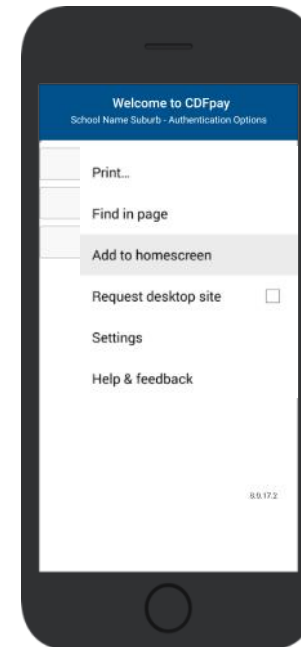 Welcome to CDFpay
School Name Suburb - Authentication Options
Print...
Find in page
Add to homescreen
Request desktop site
Settings
Help & feedback
8.9.17.2